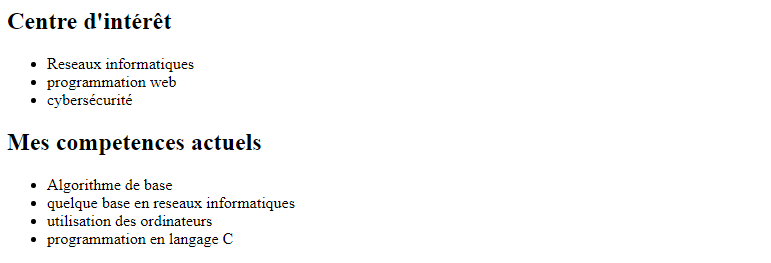 Centre d'intérêt
Reseaux informatiques
programmation web
cybersécurité
Mes competences actuels
Algorithme de base
quelque base en reseaux informatiques
utilisation des ordinateurs
programmation en langage C